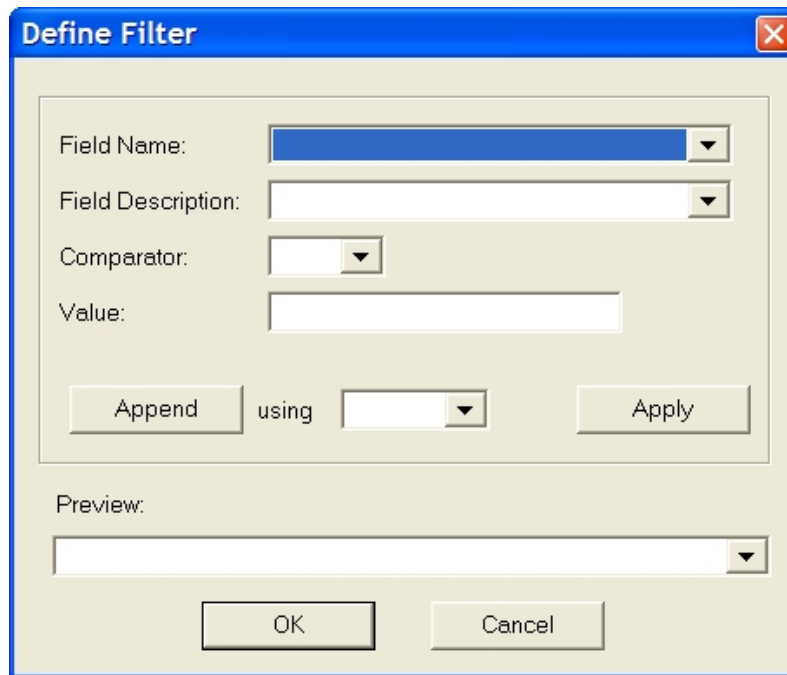 Define Filter
Field Name:
Field Description:
Comparator:
Value:
Append using Apply
Preview:
OK Cancel